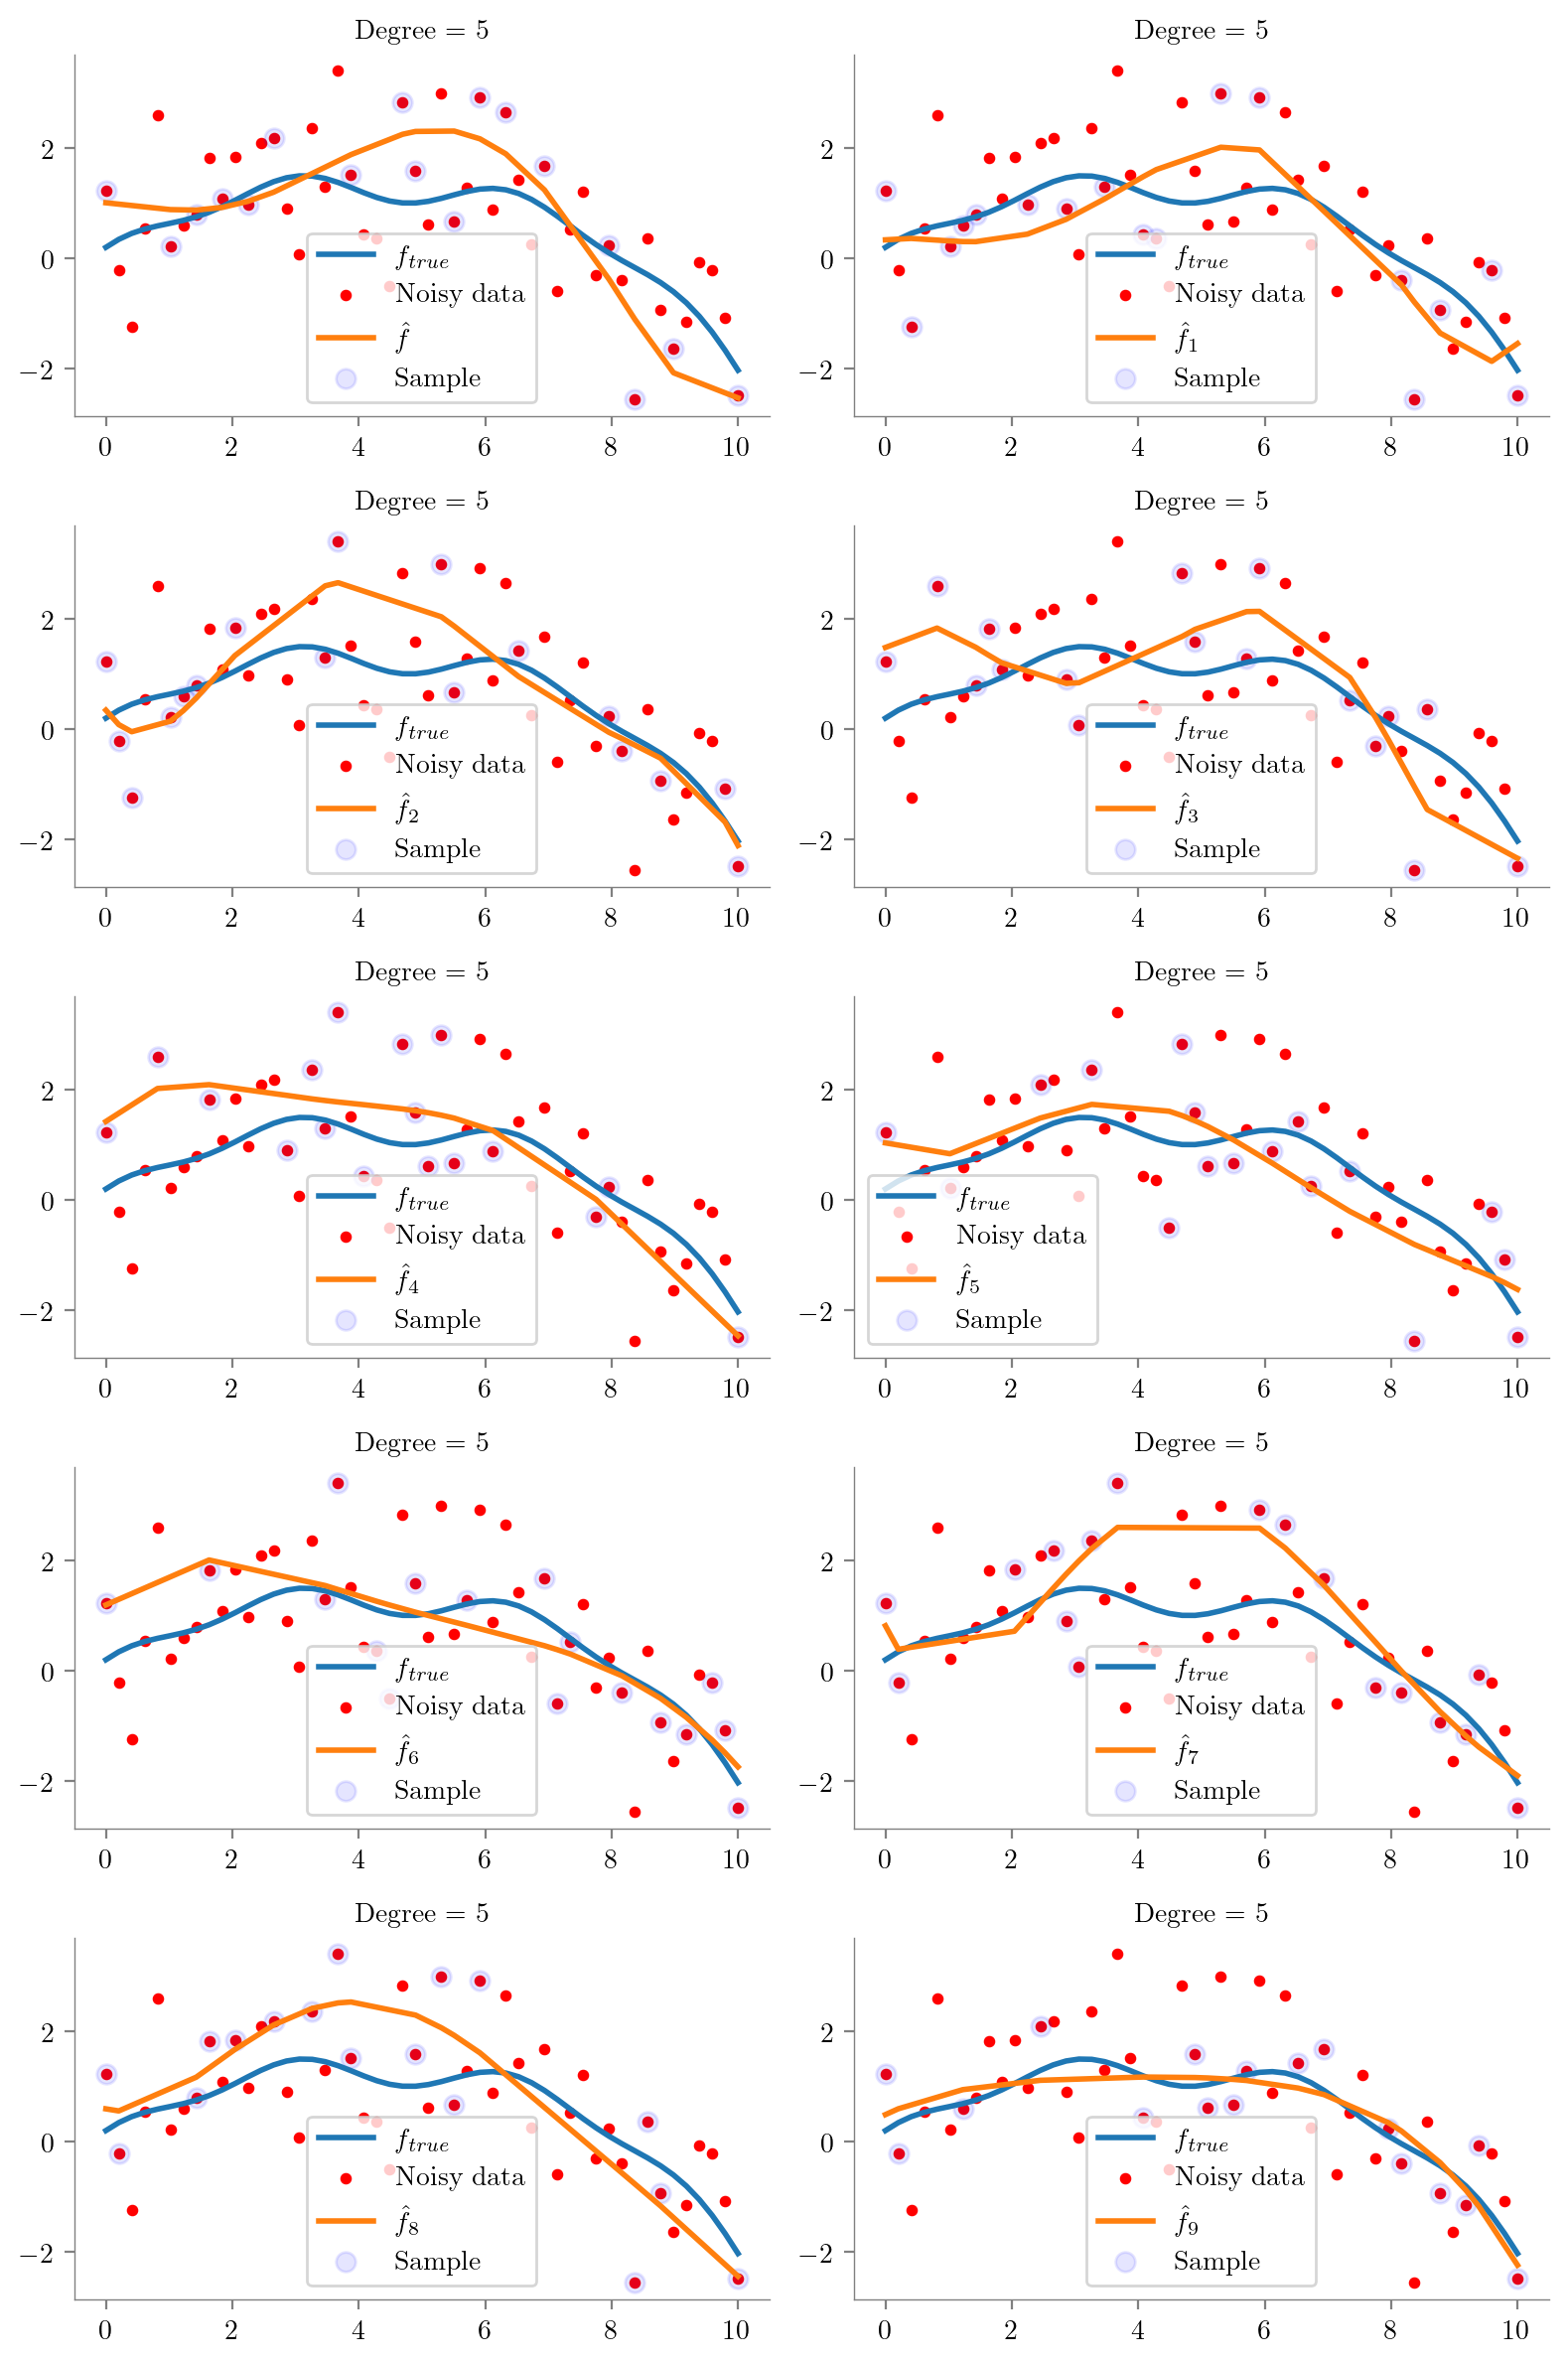 Degree = 5
2
0
−2
f_true
Noisy data
f̂
Sample
0 2 4 6 8 10
Degree = 5
2
0
−2
f_true
Noisy data
f̂_1
Sample
0 2 4 6 8 10
Degree = 5
2
0
−2
f_true
Noisy data
f̂_2
Sample
0 2 4 6 8 10
Degree = 5
2
0
−2
f_true
Noisy data
f̂_3
Sample
0 2 4 6 8 10
Degree = 5
2
0
−2
f_true
Noisy data
f̂_4
Sample
0 2 4 6 8 10
Degree = 5
2
0
−2
f_true
Noisy data
f̂_5
Sample
0 2 4 6 8 10
Degree = 5
2
0
−2
f_true
Noisy data
f̂_6
Sample
0 2 4 6 8 10
Degree = 5
2
0
−2
f_true
Noisy data
f̂_7
Sample
0 2 4 6 8 10
Degree = 5
2
0
−2
f_true
Noisy data
f̂_8
Sample
0 2 4 6 8 10
Degree = 5
2
0
−2
f_true
Noisy data
f̂_9
Sample
0 2 4 6 8 10